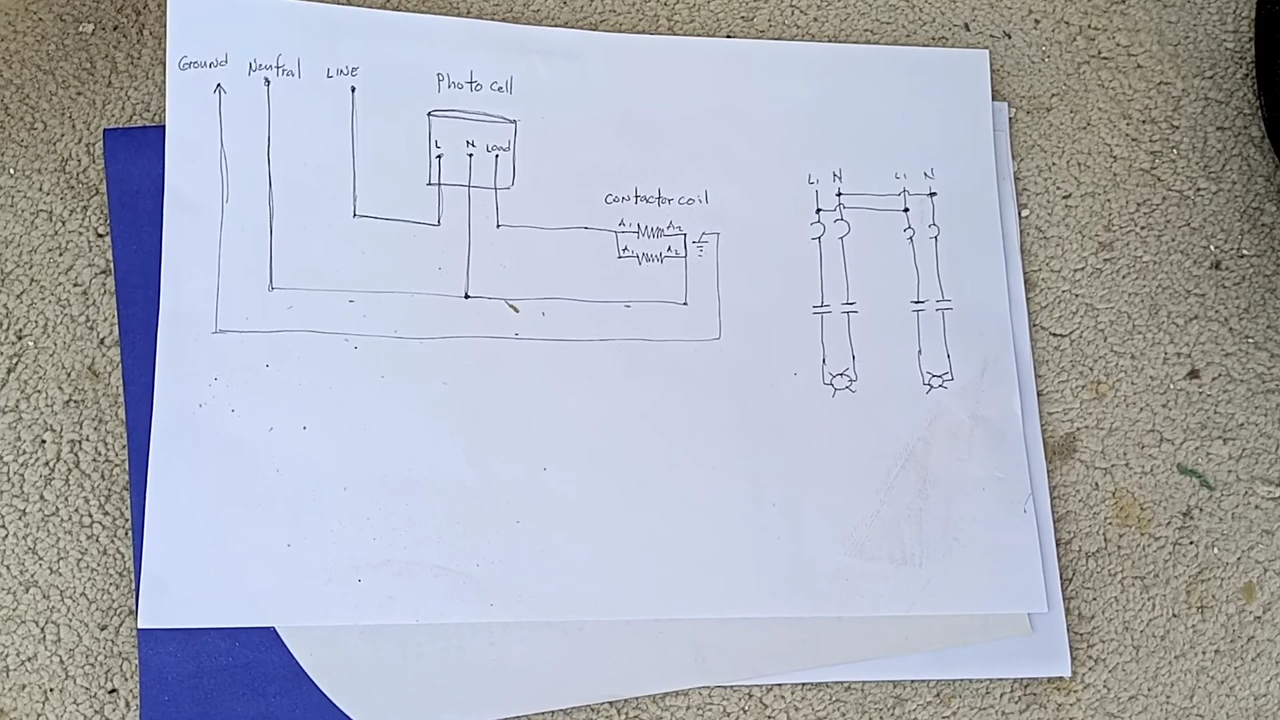 Ground Neutral LINE
Photo cell
L N Load
contactor coil
A1 A2
A1 A2
L1 N L1 N